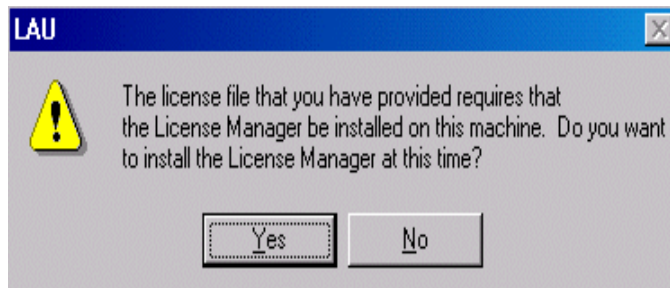 LAU
The license file that you have provided requires that
the License Manager be installed on this machine.  Do you want
to install the License Manager at this time?
Yes
No